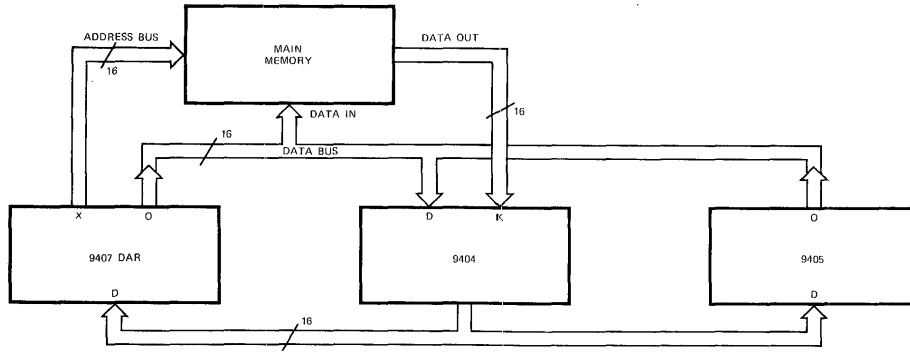 ADDRESS BUS
16
MAIN
MEMORY
DATA OUT
16
DATA IN
16
DATA BUS
X
O
D
K
O
9407 DAR
9404
9405
D
D
16